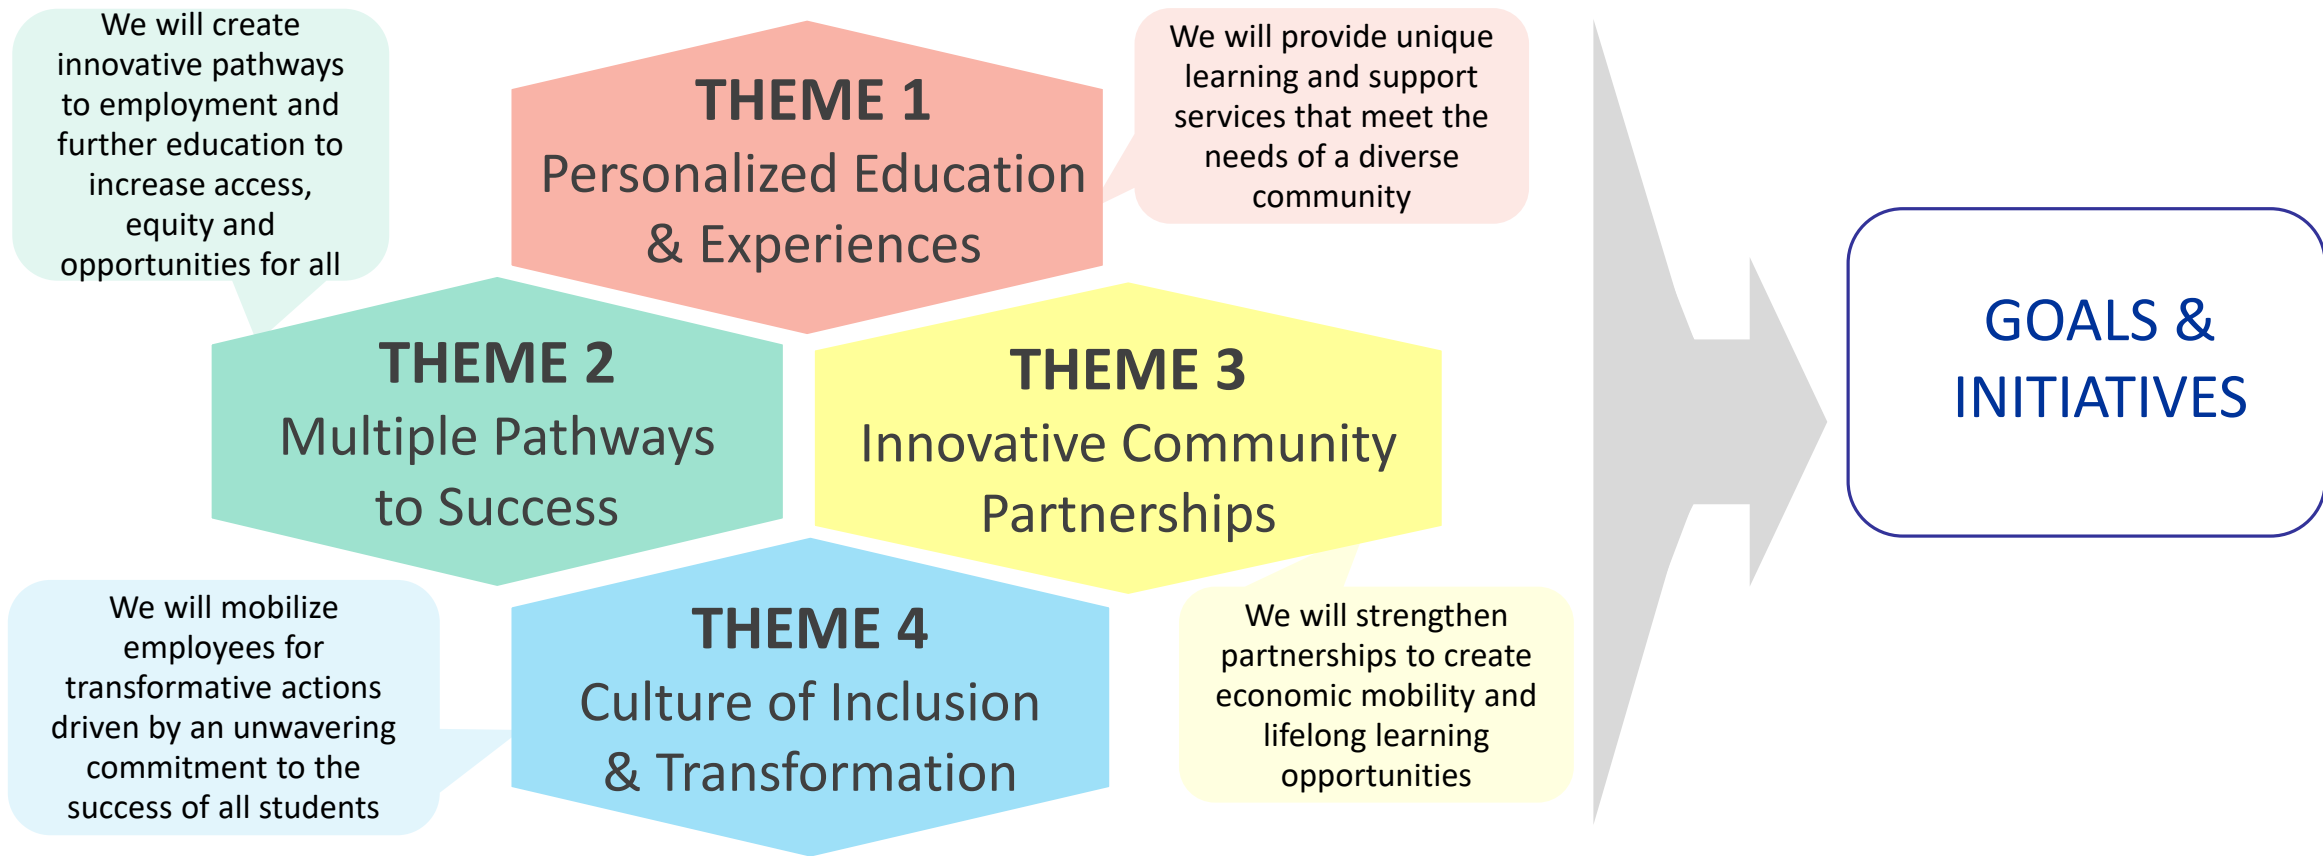 We will create
innovative pathways
to employment and
further education to
increase access,
equity and
opportunities for all
THEME 1
Personalized Education
& Experiences
We will provide unique
learning and support
services that meet the
needs of a diverse
community
THEME 2
Multiple Pathways
to Success
THEME 3
Innovative Community
Partnerships
GOALS &
INITIATIVES
We will mobilize
employees for
transformative actions
driven by an unwavering
commitment to the
success of all students
THEME 4
Culture of Inclusion
& Transformation
We will strengthen
partnerships to create
economic mobility and
lifelong learning
opportunities